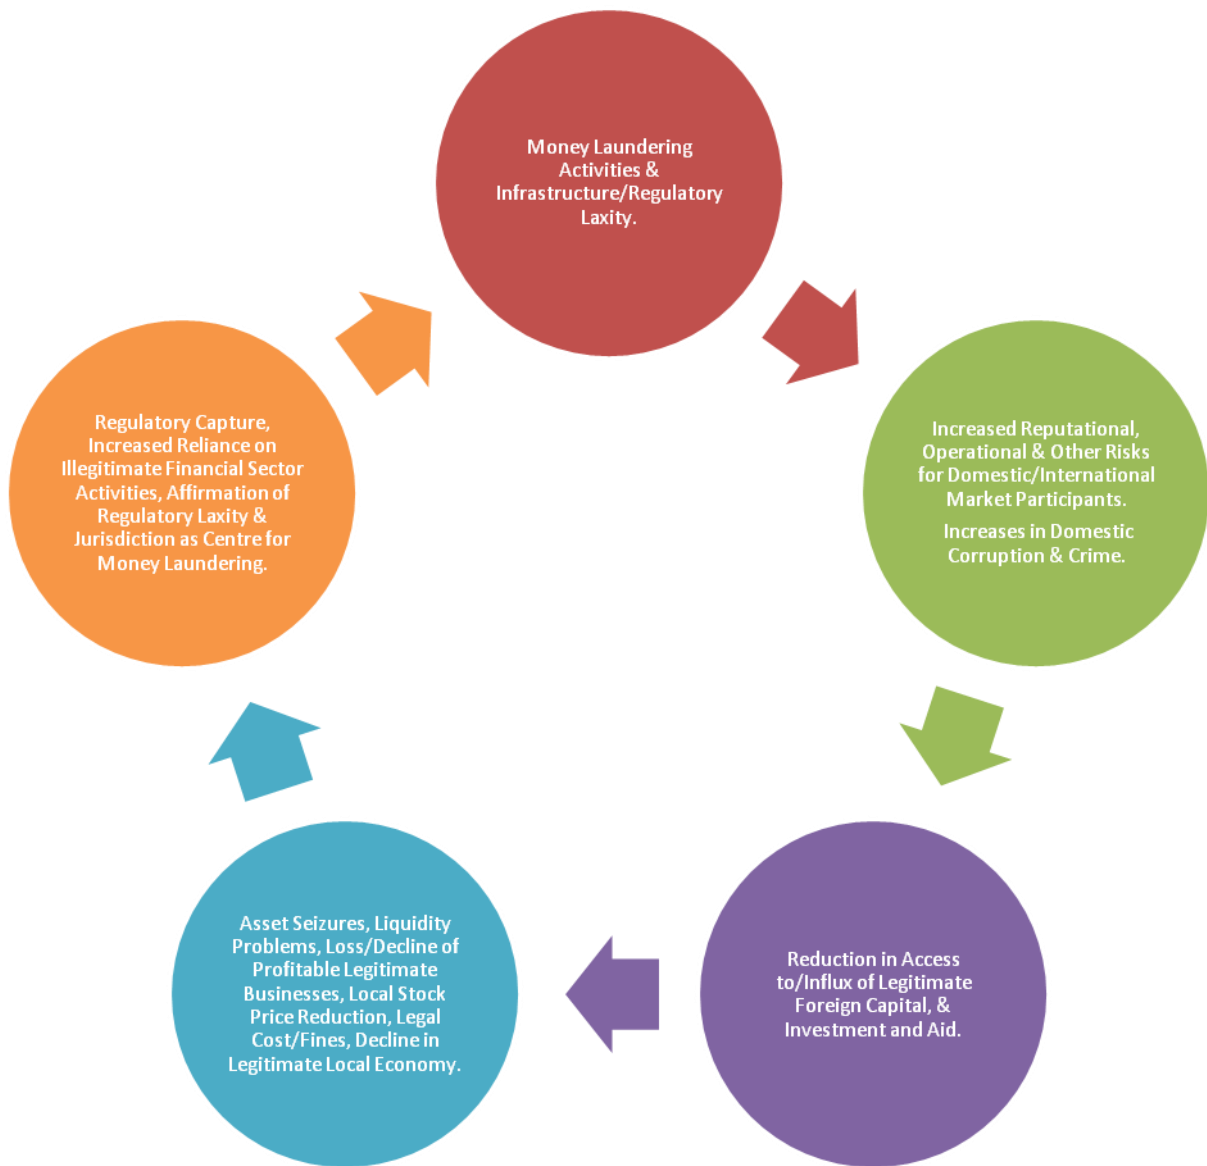 Money Laundering
Activities &
Infrastructure/Regulatory
Laxity.
Increased Reputational,
Operational & Other Risks
for Domestic/International
Market Participants.
Increases in Domestic
Corruption & Crime.
Reduction in Access
to/Influx of Legitimate
Foreign Capital, &
Investment and Aid.
Asset Seizures, Liquidity
Problems, Loss/Decline of
Profitable Legitimate
Businesses, Local Stock
Price Reduction, Legal
Cost/Fines, Decline in
Legitimate Local Economy.
Regulatory Capture,
Increased Reliance on
Illegitimate Financial Sector
Activities, Affirmation of
Regulatory Laxity &
Jurisdiction as Centre for
Money Laundering.